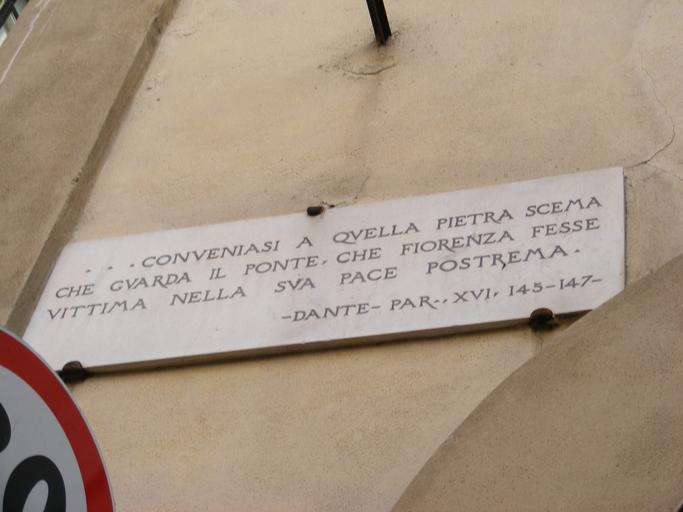 . . . CONVENIASI A QVELLA PIETRA SCEMA
CHE GVARDA IL PONTE, CHE FIORENZA FESSE
VITTIMA NELLA SVA PACE POSTREMA.
-DANTE- PAR., XVI, 145-147-